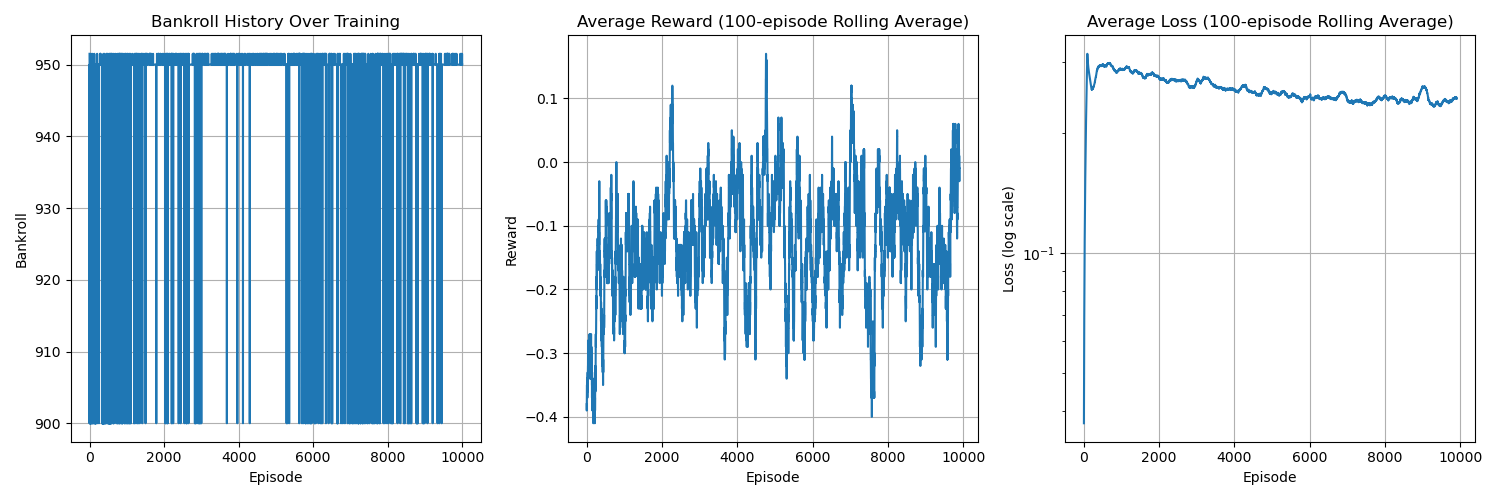 Bankroll History Over Training
Bankroll
950
940
930
920
910
900
0 2000 4000 6000 8000 10000
Episode
Average Reward (100-episode Rolling Average)
Reward
0.1
0.0
−0.1
−0.2
−0.3
−0.4
0 2000 4000 6000 8000 10000
Episode
Average Loss (100-episode Rolling Average)
Loss (log scale)
10⁻¹
0 2000 4000 6000 8000 10000
Episode